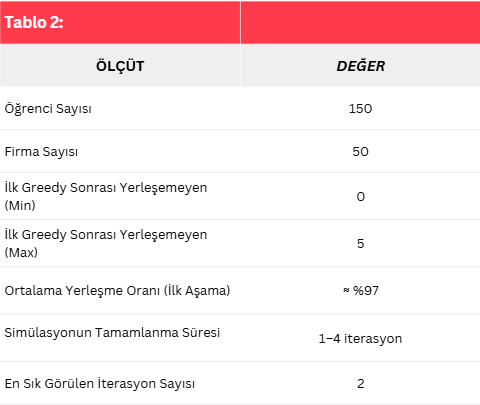 Tablo 2:
ÖLÇÜT DEĞER
Öğrenci Sayısı 150
Firma Sayısı 50
İlk Greedy Sonrası Yerleşemeyen
(Min) 0
İlk Greedy Sonrası Yerleşemeyen
(Max) 5
Ortalama Yerleşme Oranı (İlk Aşama) ≈ %97
Simülasyonun Tamamlanma Süresi 1–4 iterasyon
En Sık Görülen İterasyon Sayısı 2